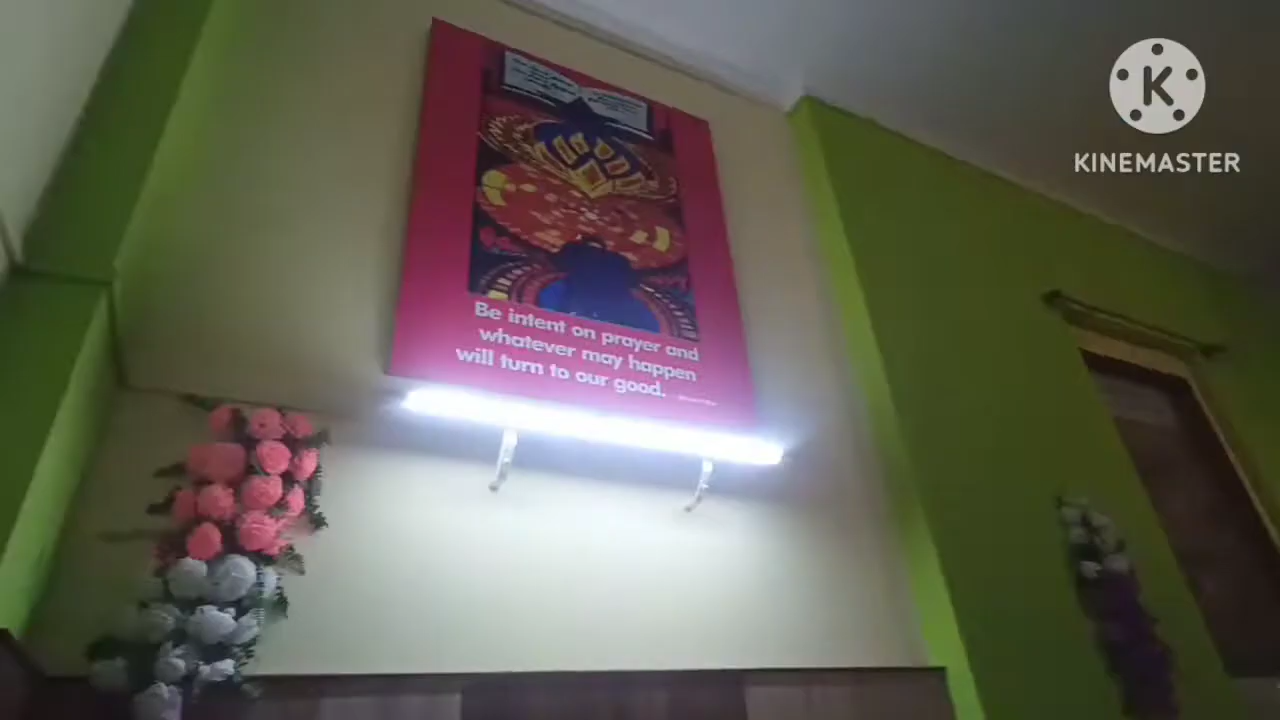 KINEMASTER
Be intent on prayer and
whatever may happen
will turn to our good.